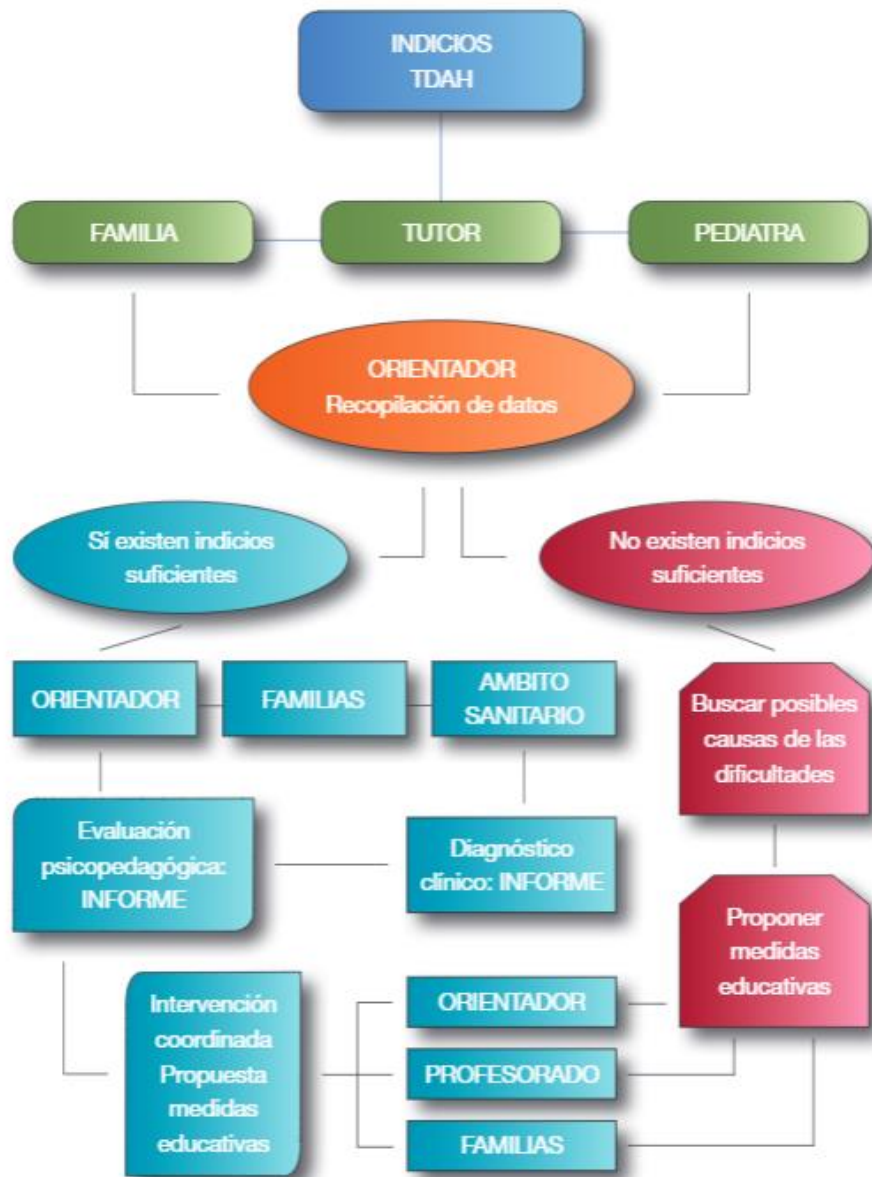 INDICIOS
TDAH
FAMILIA
TUTOR
PEDIATRA
ORIENTADOR
Recopilación de datos
Sí existen indicios
suficientes
No existen indicios
suficientes
ORIENTADOR
FAMILIAS
AMBITO
SANITARIO
Buscar posibles
causas de las
dificultades
Evaluación
psicopedagógica:
INFORME
Diagnóstico
clínico: INFORME
Proponer
medidas
educativas
Intervención
coordinada
Propuesta
medidas
educativas
ORIENTADOR
PROFESORADO
FAMILIAS